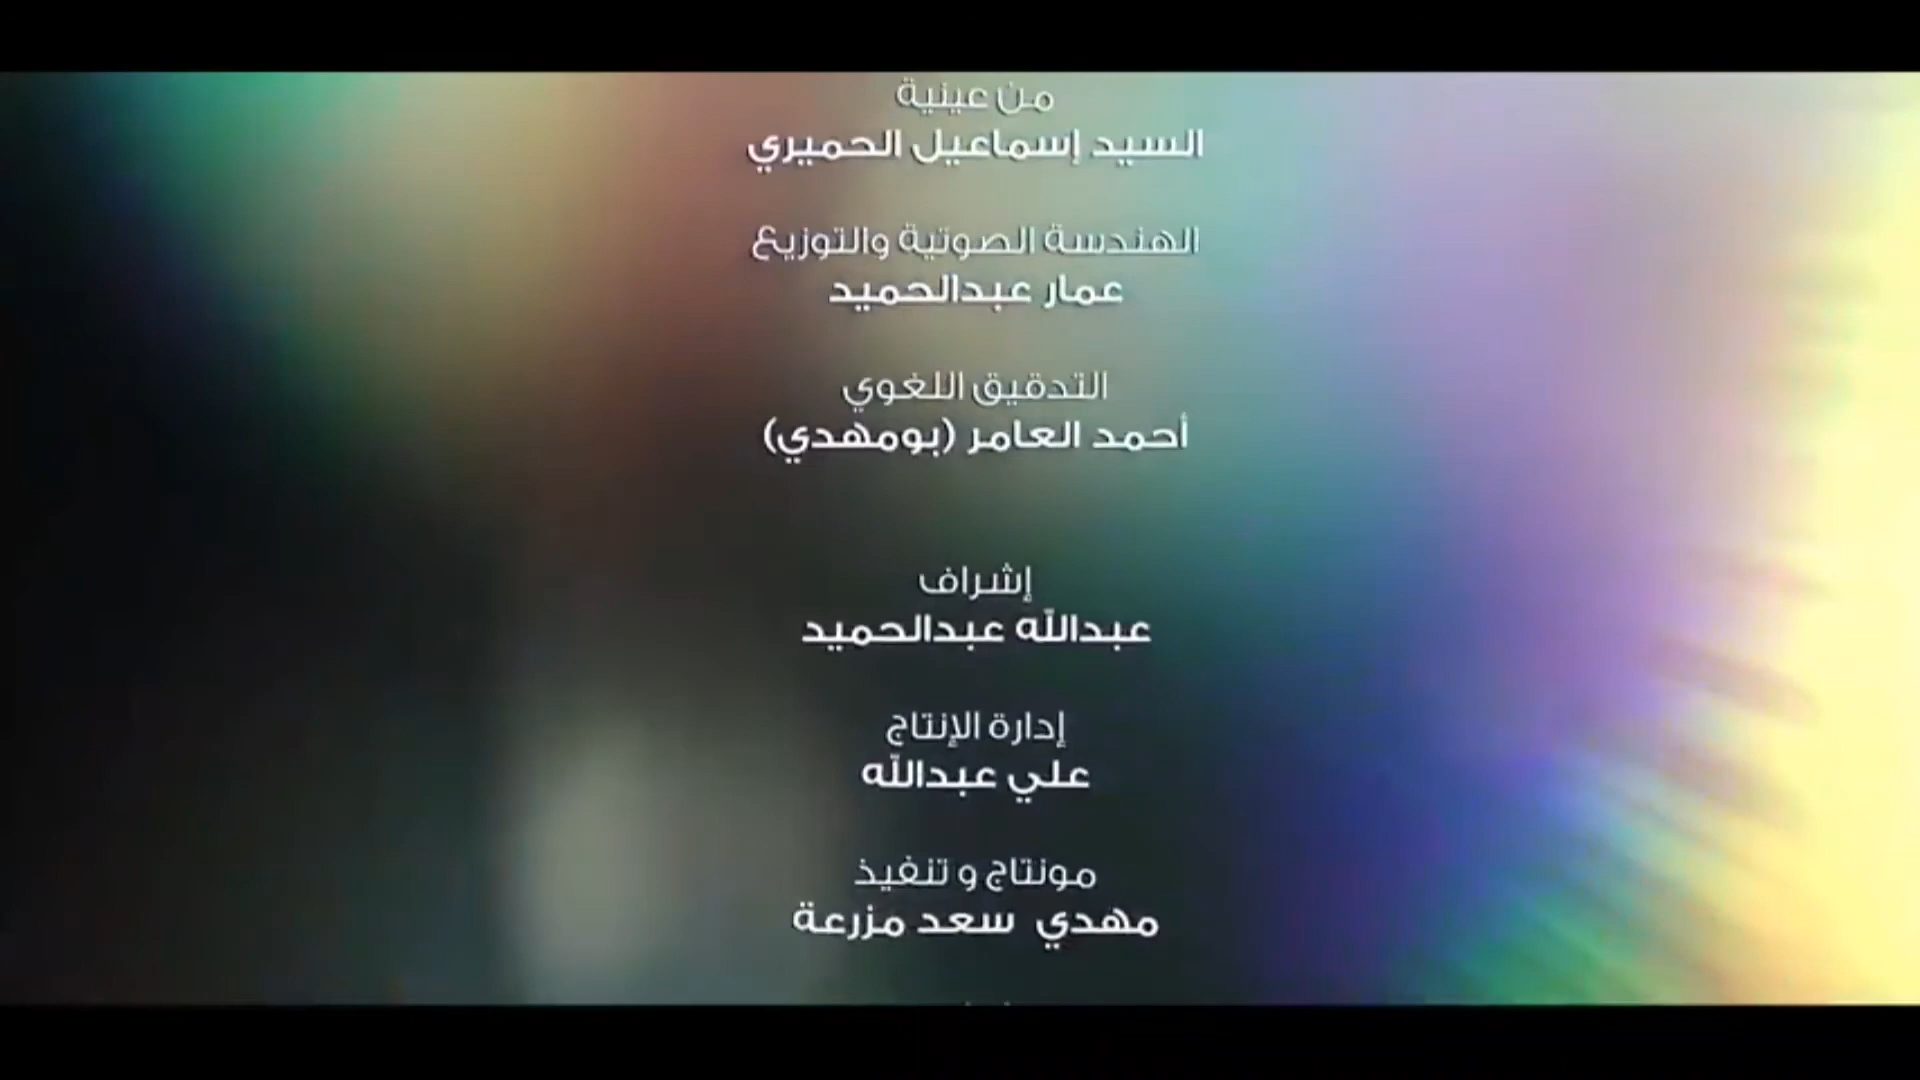 من عينية
السيد إسماعيل الحميري
الهندسة الصوتية والتوزيع
عمار عبدالحميد
التدقيق اللغوي
أحمد العامر (بومهدي)
إشراف
عبدالله عبدالحميد
إدارة الإنتاج
علي عبدالله
مونتاج و تنفيذ
مهدي سعد مزرعة